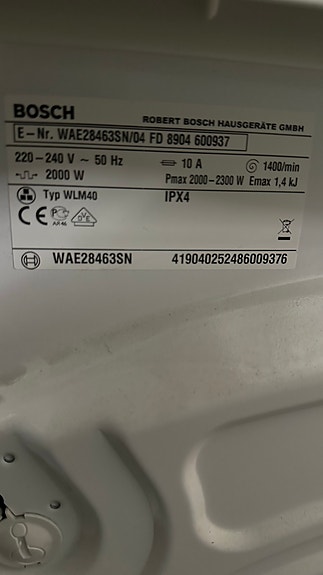 BOSCH
ROBERT BOSCH HAUSGERÄTE GMBH
E–Nr. WAE28463SN/04 FD 8904 600937
220–240 V ~ 50 Hz 10 A 1400/min
2000 W Pmax 2000–2300 W Emax 1,4 kJ
Typ WLM40 IPX4
CE
WAE28463SN 419040252486009376